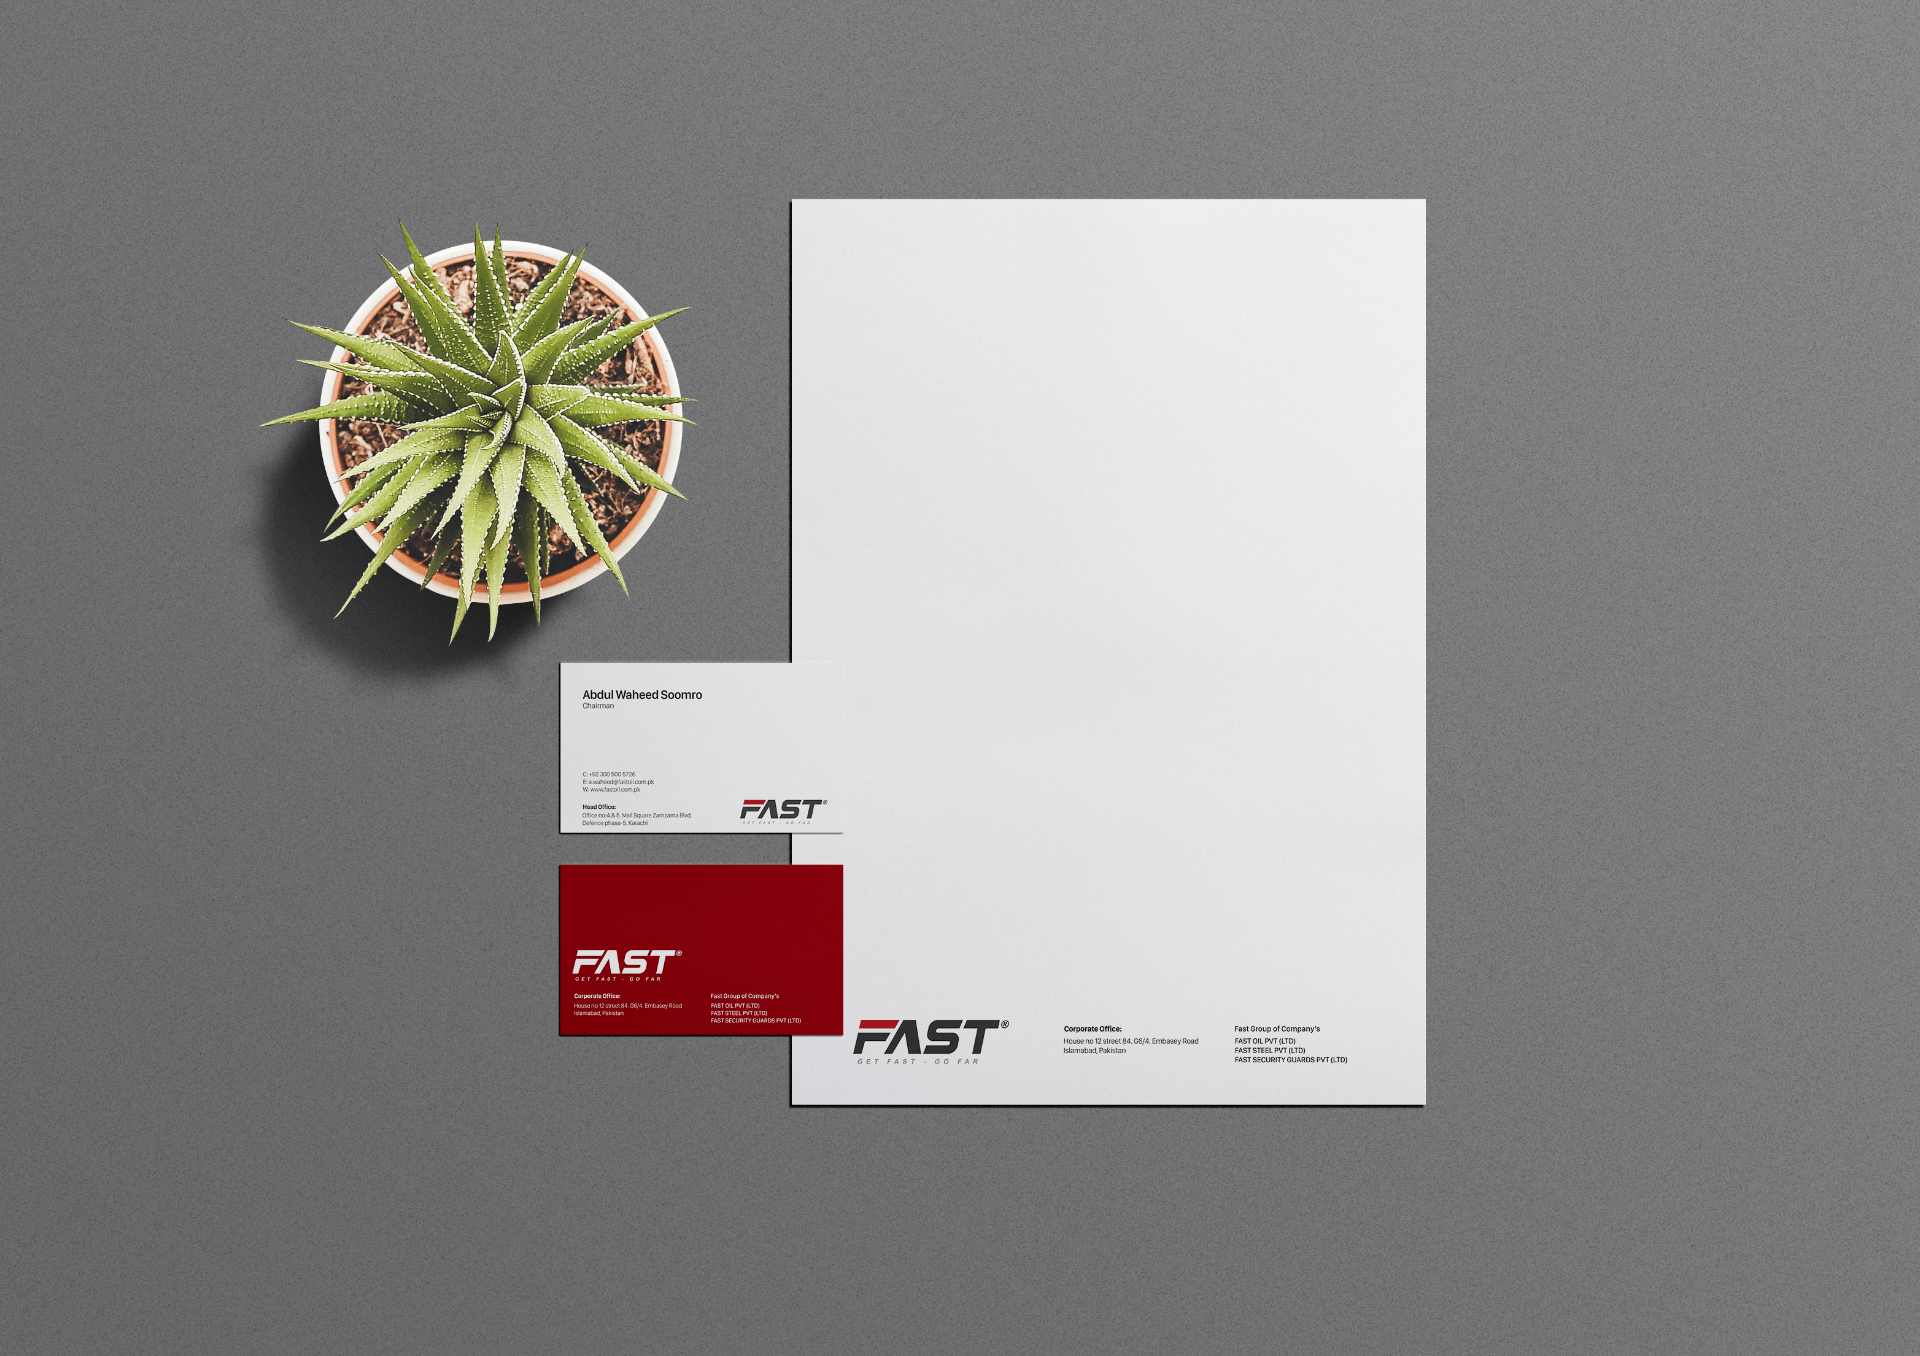 Abdul Waheed Soomro
Chairman
C: +92 300 500 5726
E: a.waheed@fastoil.com.pk
W: www.fastoil.com.pk
Head Office:
Office no:4,& 6, Mall Square Zamzama Blvd,
Defence phase-5, Karachi
FAST®
GET FAST - GO FAR
FAST®
GET FAST - GO FAR
Corporate Office:
House no 12 street 84. G6/4. Embasey Road
Islamabad, Pakistan
Fast Group of Company's
FAST OIL PVT (LTD)
FAST STEEL PVT (LTD)
FAST SECURITY GUARDS PVT (LTD)
FAST®
GET FAST - GO FAR
Corporate Office:
House no 12 street 84. G6/4. Embasey Road
Islamabad, Pakistan
Fast Group of Company's
FAST OIL PVT (LTD)
FAST STEEL PVT (LTD)
FAST SECURITY GUARDS PVT (LTD)